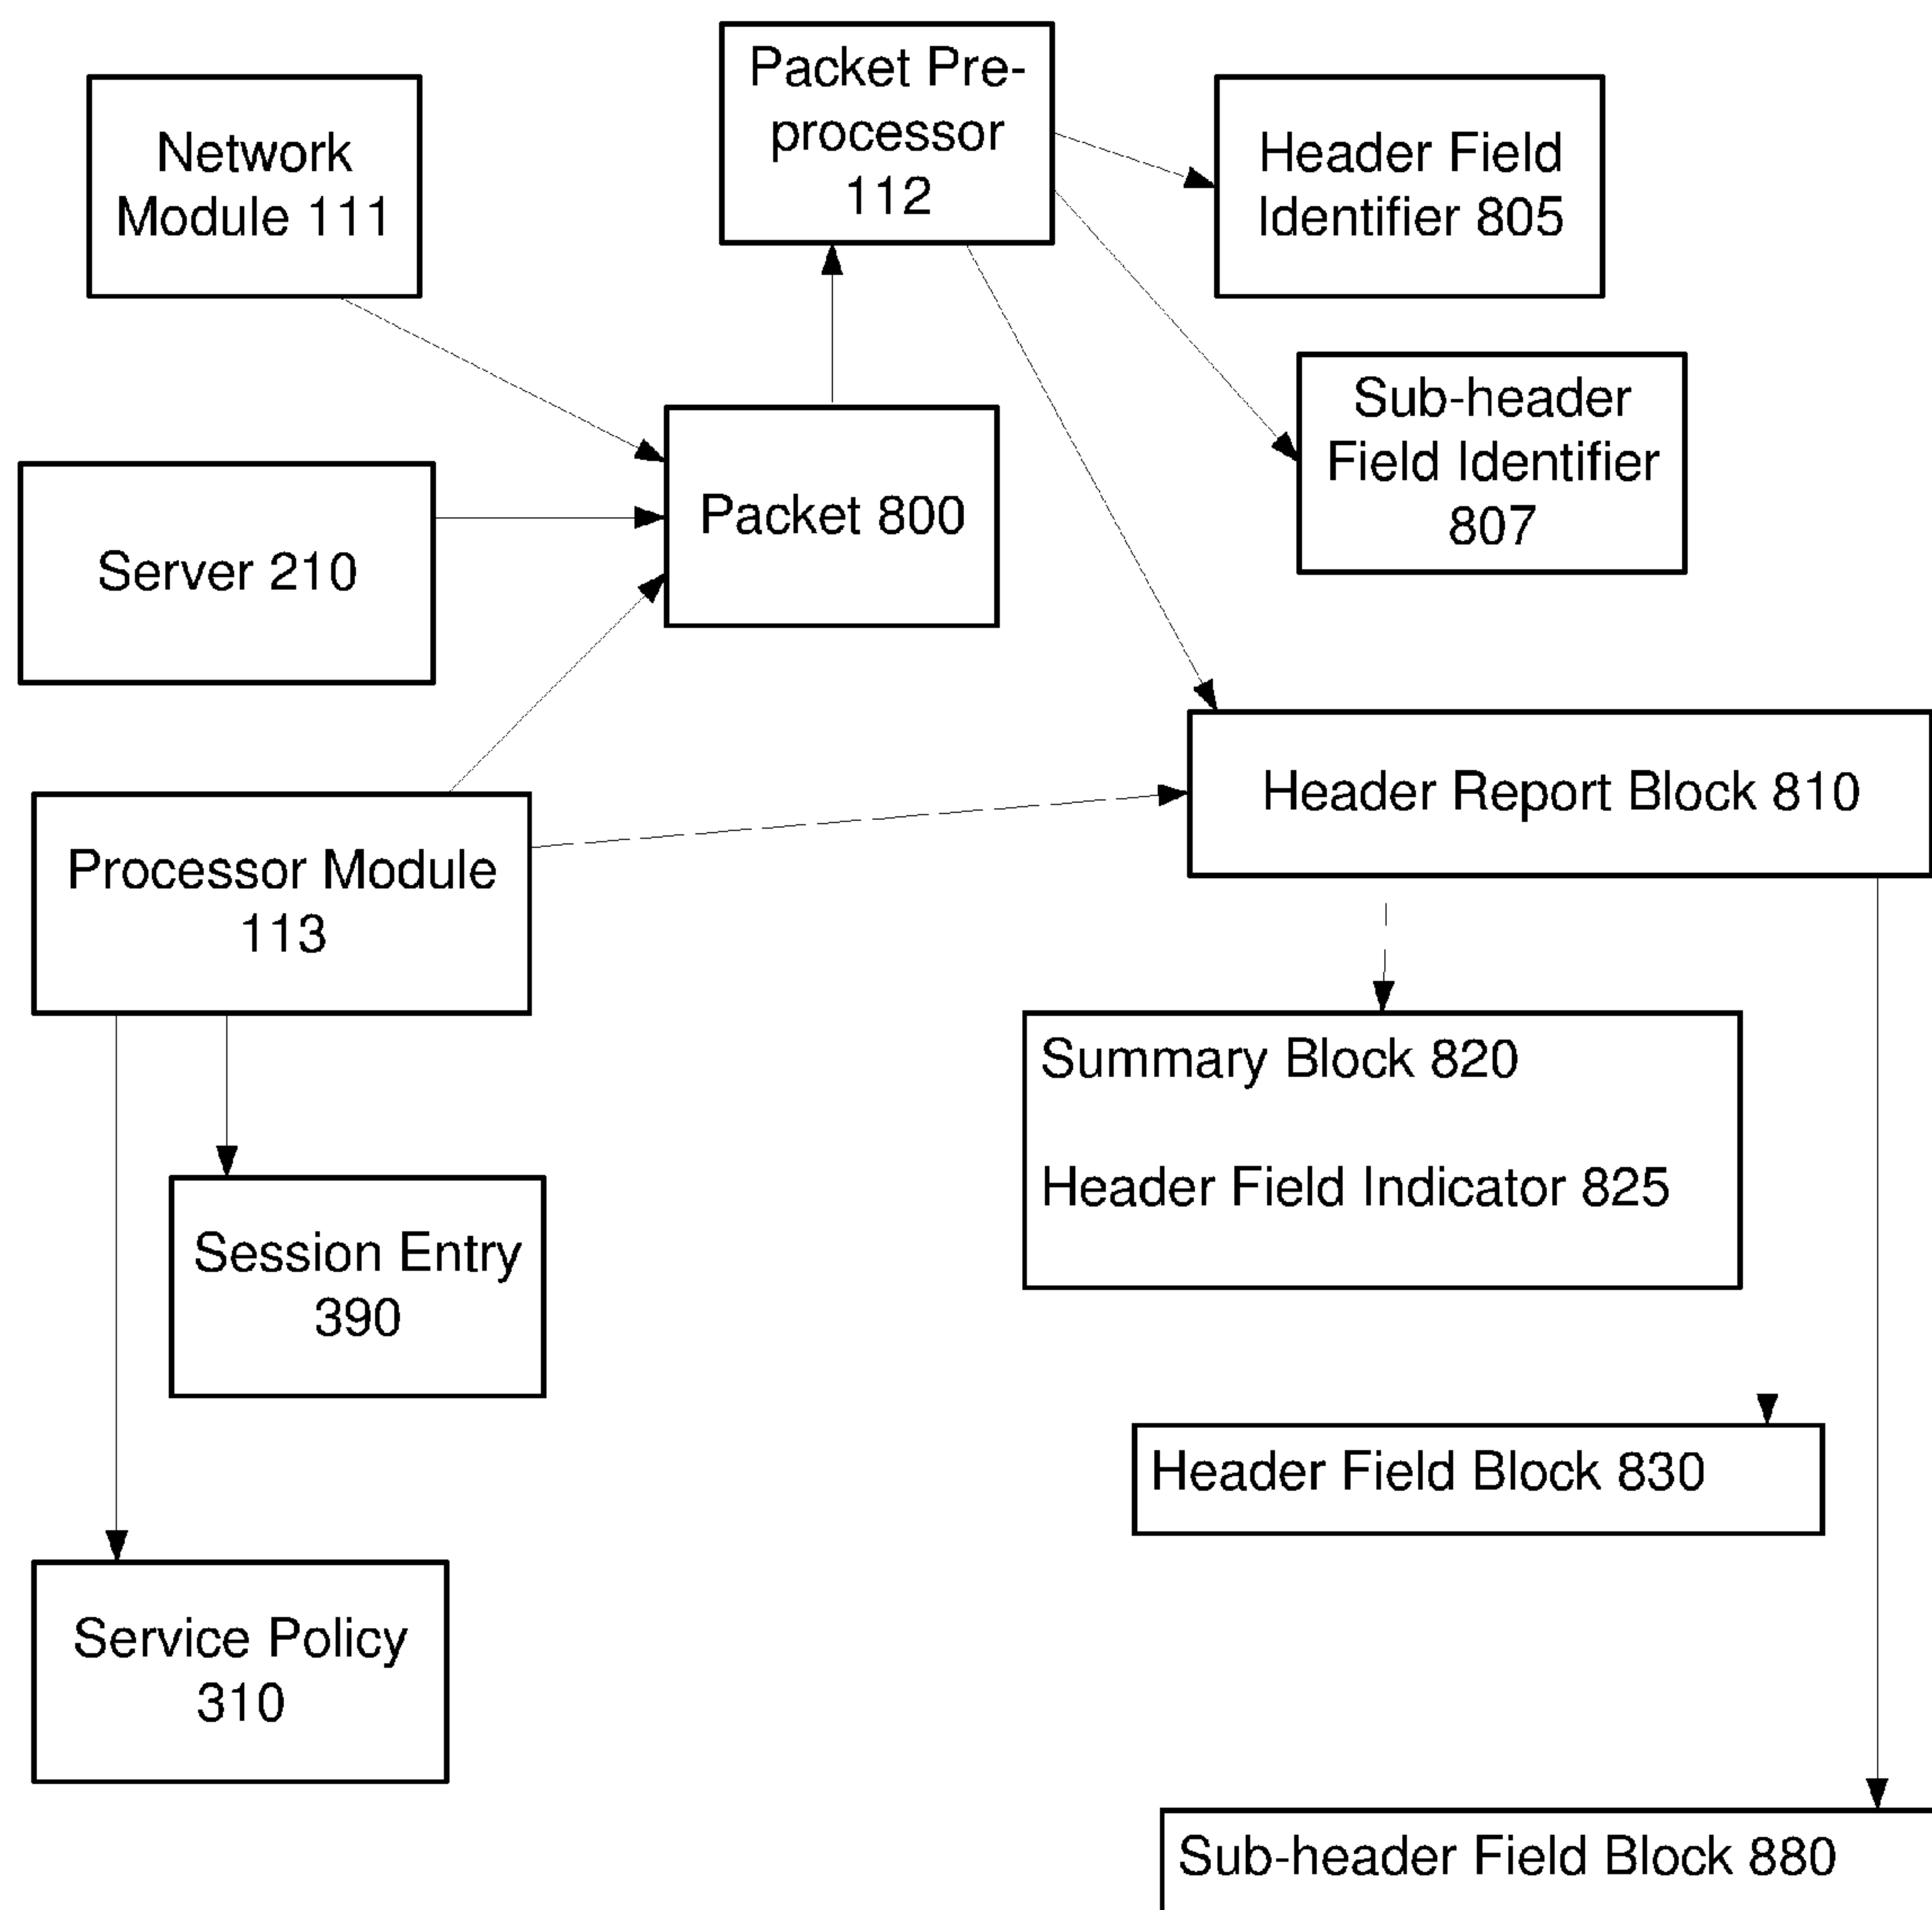 Packet Pre-
processor
112
Network
Module 111
Header Field
Identifier 805
Sub-header
Field Identifier
807
Packet 800
Server 210
Header Report Block 810
Processor Module
113
Summary Block 820
Header Field Indicator 825
Session Entry
390
Header Field Block 830
Service Policy
310
Sub-header Field Block 880